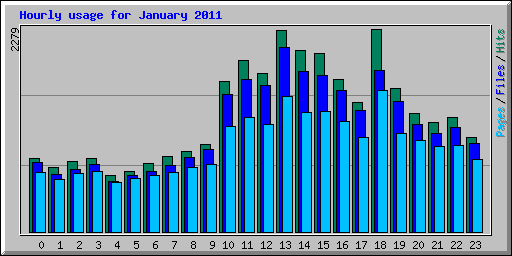 Hourly usage for January 2011
2279
Pages / Files / Hits
0 1 2 3 4 5 6 7 8 9 10 11 12 13 14 15 16 17 18 19 20 21 22 23